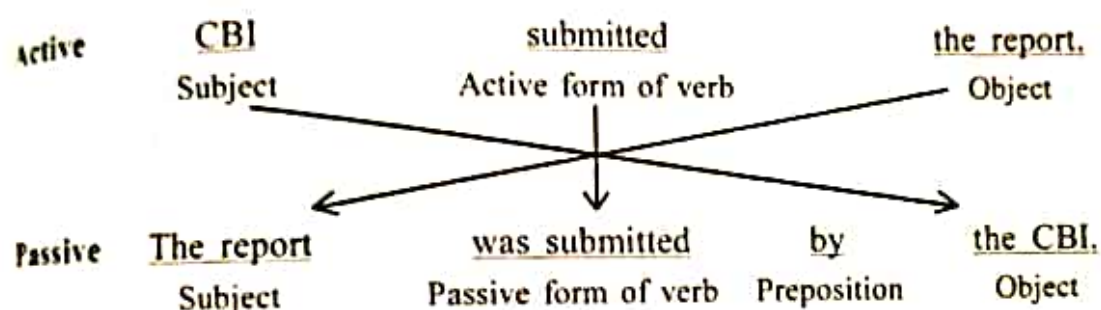 Active CBI submitted the report.
Subject Active form of verb Object
Passive The report was submitted by the CBI.
Subject Passive form of verb Preposition Object